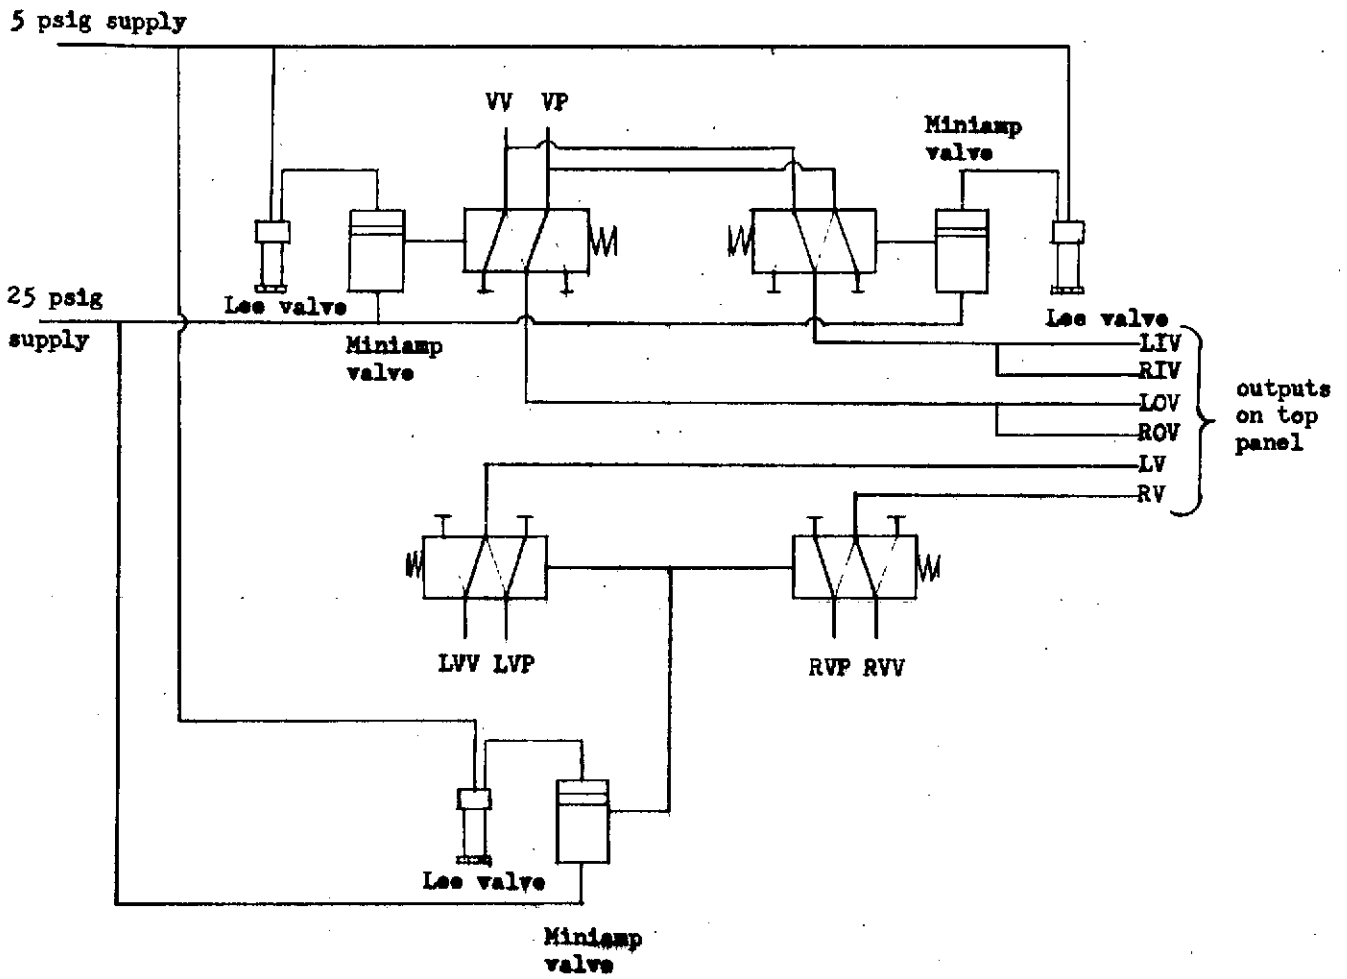 5 psig supply
VV VP
Miniamp
valve
Lee valve
25 psig
supply
Miniamp
valve
Lee valve
LIV
RIV
LOV
ROV
LV
RV
outputs
on top
panel
LVV LVP
RVP RVV
Lee valve
Miniamp
valve